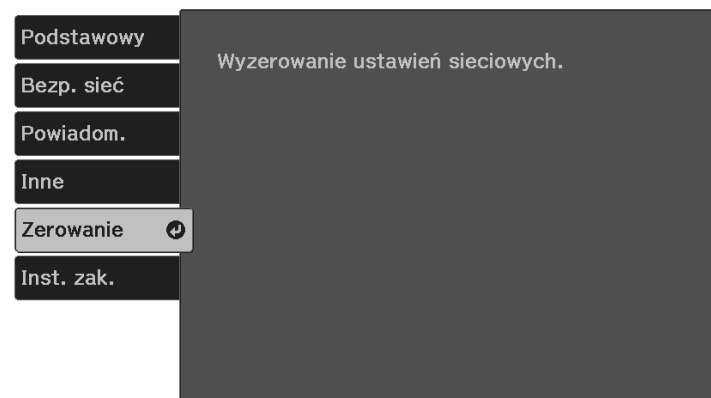 Podstawowy
Bezp. sieć
Powiadom.
Inne
Zerowanie
Inst. zak.
Wyzerowanie ustawień sieciowych.